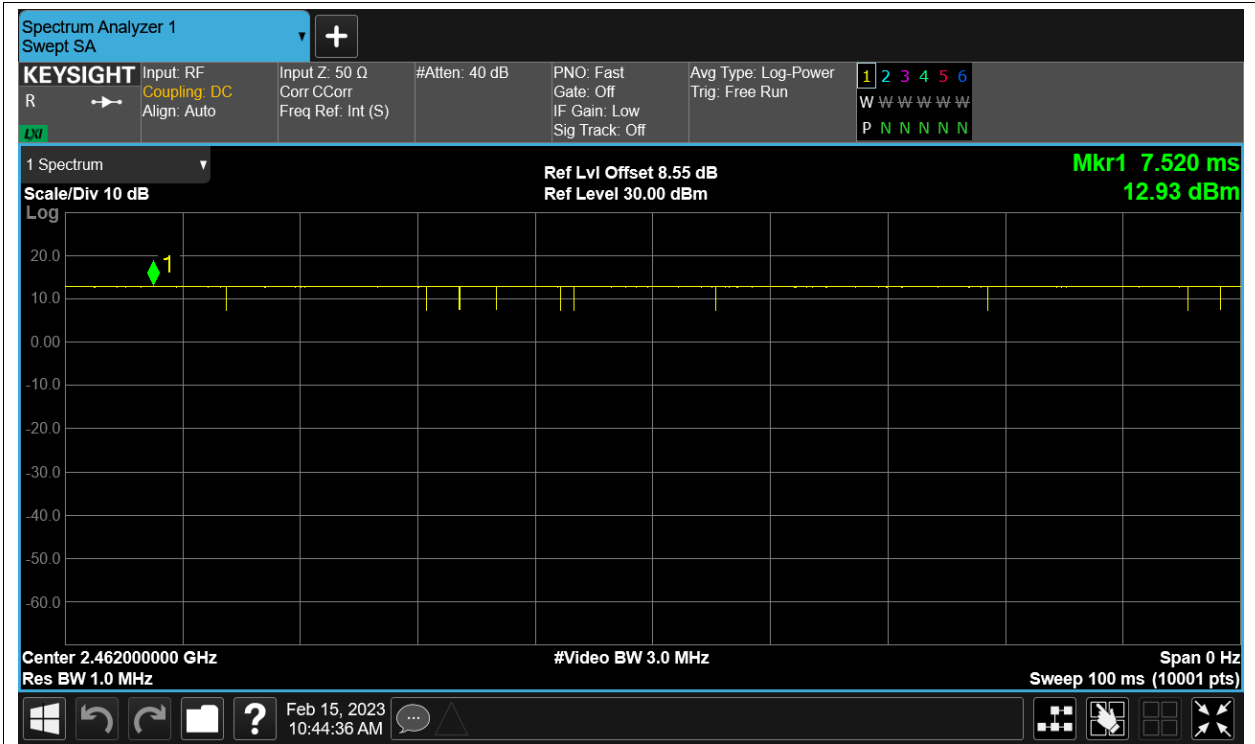 Spectrum Analyzer 1
Swept SA
KEYSIGHT
R
LXI
Input: RF
Coupling: DC
Align: Auto
Input Z: 50 Ω
Corr CCorr
Freq Ref: Int (S)
#Atten: 40 dB
PNO: Fast
Gate: Off
IF Gain: Low
Sig Track: Off
Avg Type: Log-Power
Trig: Free Run
1 2 3 4 5 6
W W W W W W
P N N N N N
1 Spectrum
Scale/Div 10 dB
Ref Lvl Offset 8.55 dB
Ref Level 30.00 dBm
Mkr1 7.520 ms
12.93 dBm
Log
1
20.0
10.0
0.00
-10.0
-20.0
-30.0
-40.0
-50.0
-60.0
Center 2.462000000 GHz
#Video BW 3.0 MHz
Span 0 Hz
Res BW 1.0 MHz
Sweep 100 ms (10001 pts)
?
Feb 15, 2023
10:44:36 AM